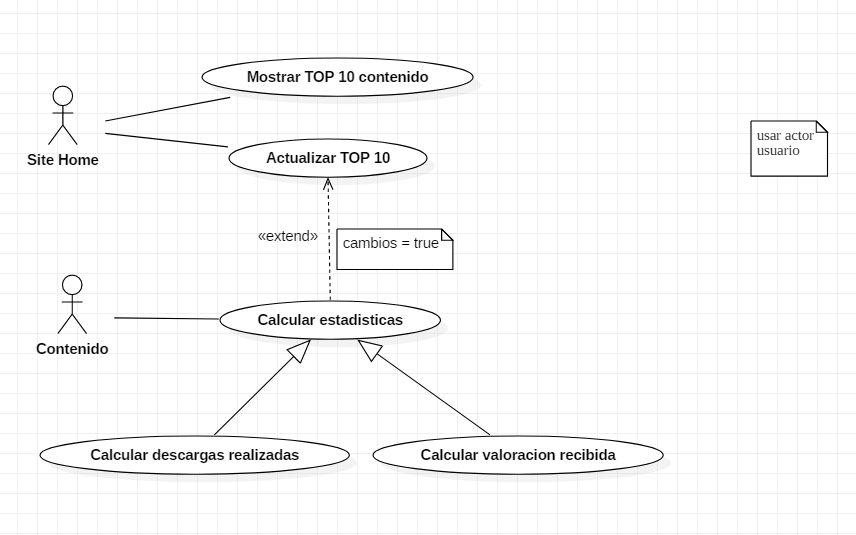 Mostrar TOP 10 contenido
Site Home
Actualizar TOP 10
usar actor
usuario
«extend»
cambios = true
Contenido
Calcular estadisticas
Calcular descargas realizadas
Calcular valoracion recibida